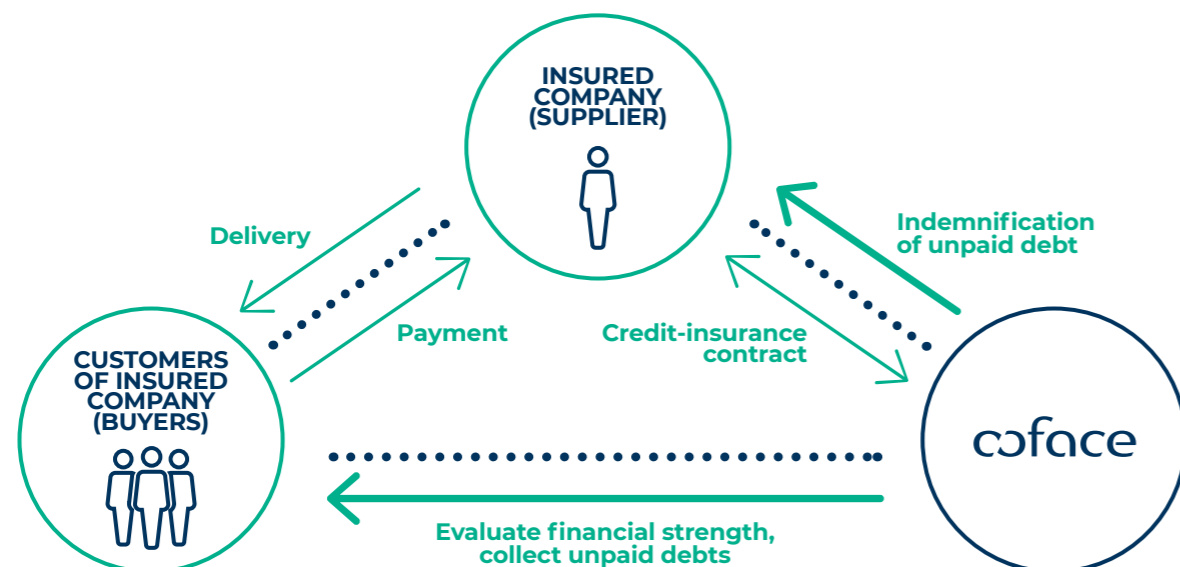 INSURED
COMPANY
(SUPPLIER)
Delivery
Indemnification
of unpaid debt
Payment
Credit-insurance
contract
CUSTOMERS
OF INSURED
COMPANY
(BUYERS)
coface
Evaluate financial strength,
collect unpaid debts